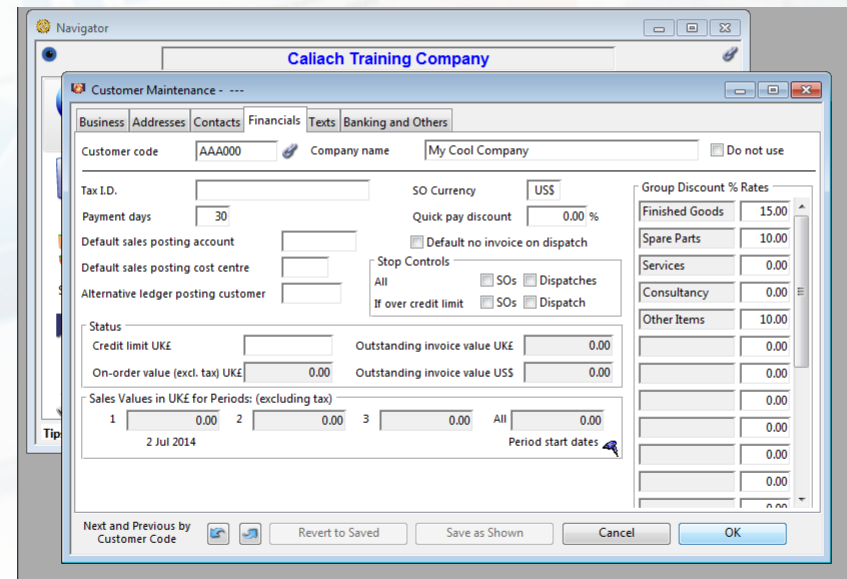 Navigator
Caliach Training Company
Customer Maintenance - ---
Business Addresses Contacts Financials Texts Banking and Others
Customer code AAA000 Company name My Cool Company Do not use
Tax I.D. SO Currency US$ Group Discount % Rates
Payment days 30 Quick pay discount 0.00 % Finished Goods 15.00
Default sales posting account Default no invoice on dispatch Spare Parts 10.00
Default sales posting cost centre Stop Controls Services 0.00
All SOs Dispatches
Alternative ledger posting customer If over credit limit SOs Dispatch Consultancy 0.00
Status Other Items 10.00
Credit limit UK£ Outstanding invoice value UK£ 0.00 0.00
On-order value (excl. tax) UK£ 0.00 Outstanding invoice value US$ 0.00 0.00
Sales Values in UK£ for Periods: (excluding tax) 0.00
1 0.00 2 0.00 3 0.00 All 0.00 0.00
2 Jul 2014 Period start dates 0.00
Tip
0.00
0.00
Next and Previous by Customer Code Revert to Saved Save as Shown Cancel OK